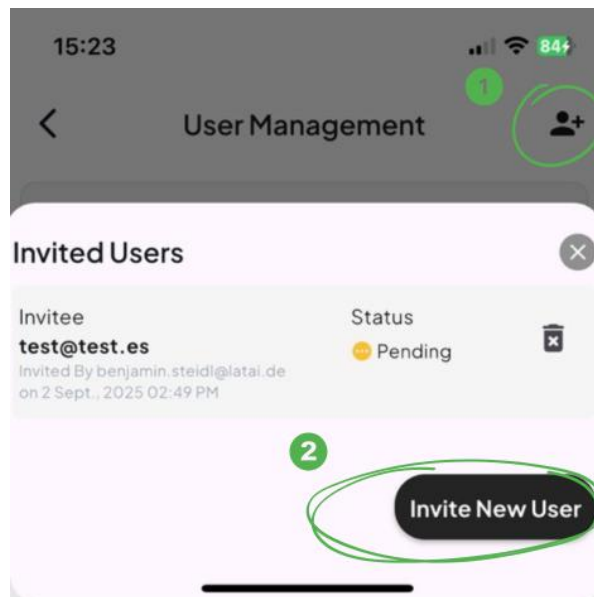 15:23
84
1
User Management
Invited Users
Invitee
Status
test@test.es
Pending
Invited By benjamin.steidl@latai.de
on 2 Sept., 2025 02:49 PM
2
Invite New User